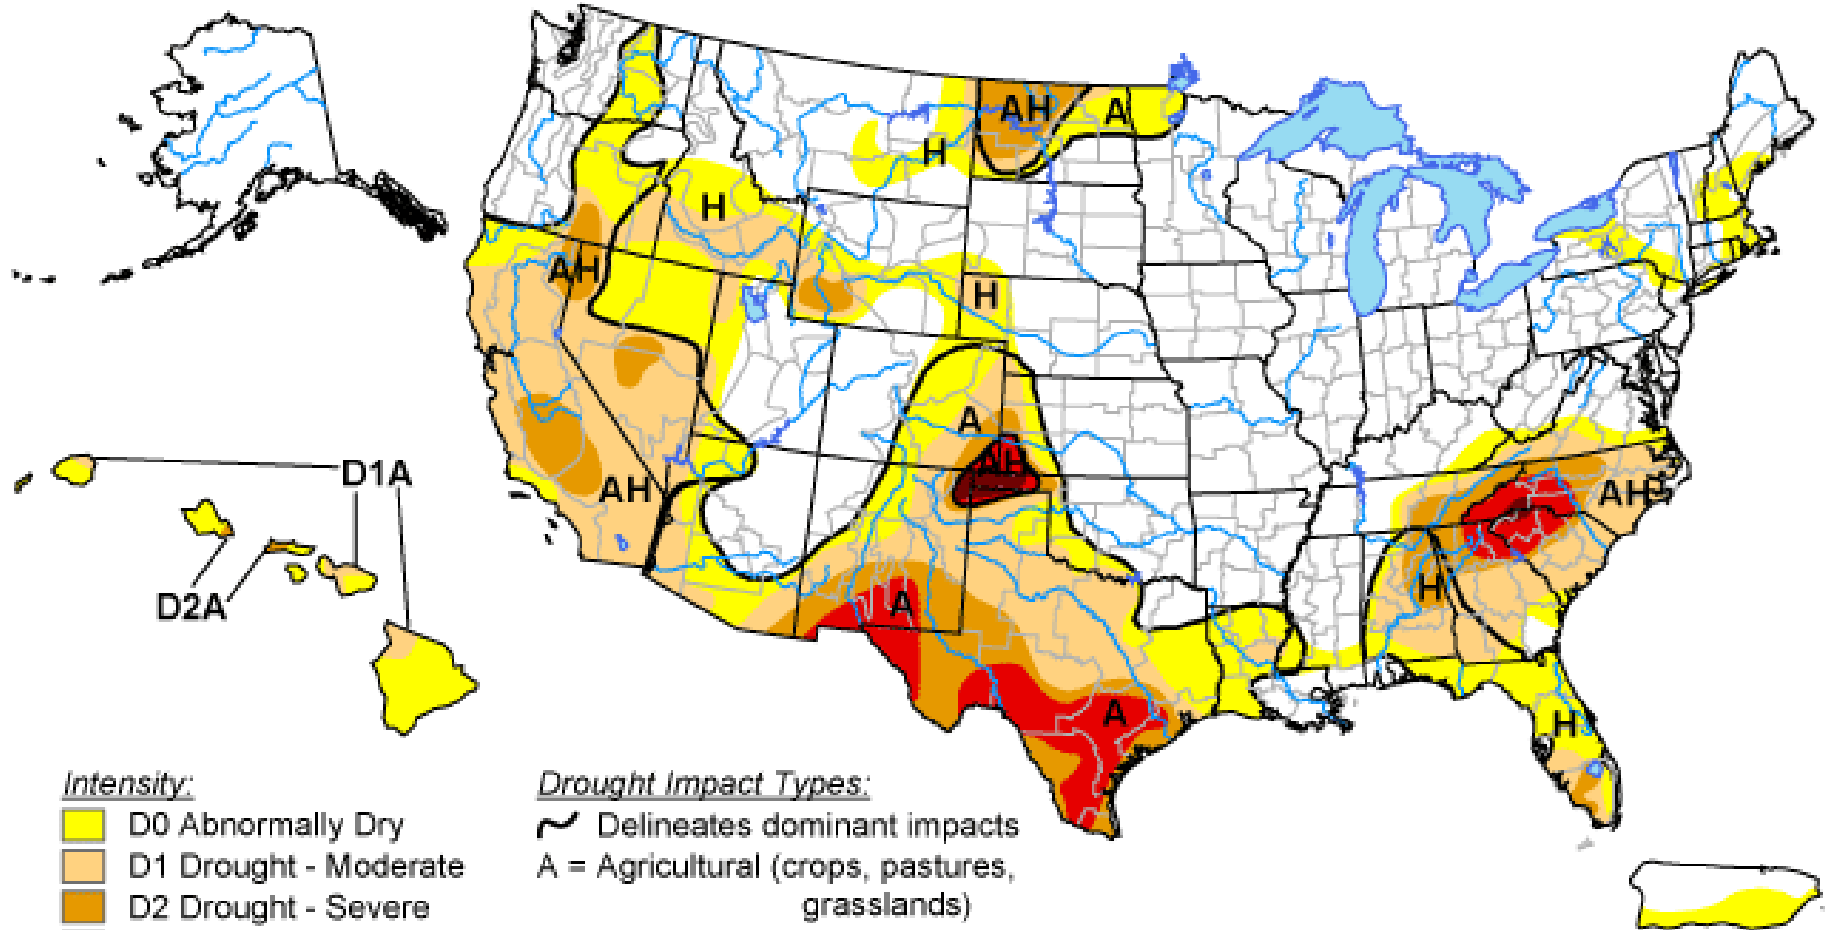 AH
A
H
H
AH
H
A
D1A
AH
AH
AH
D2A
A
H
A
H
Intensity:
D0 Abnormally Dry
D1 Drought - Moderate
D2 Drought - Severe
Drought Impact Types:
Delineates dominant impacts
A = Agricultural (crops, pastures,
grasslands)